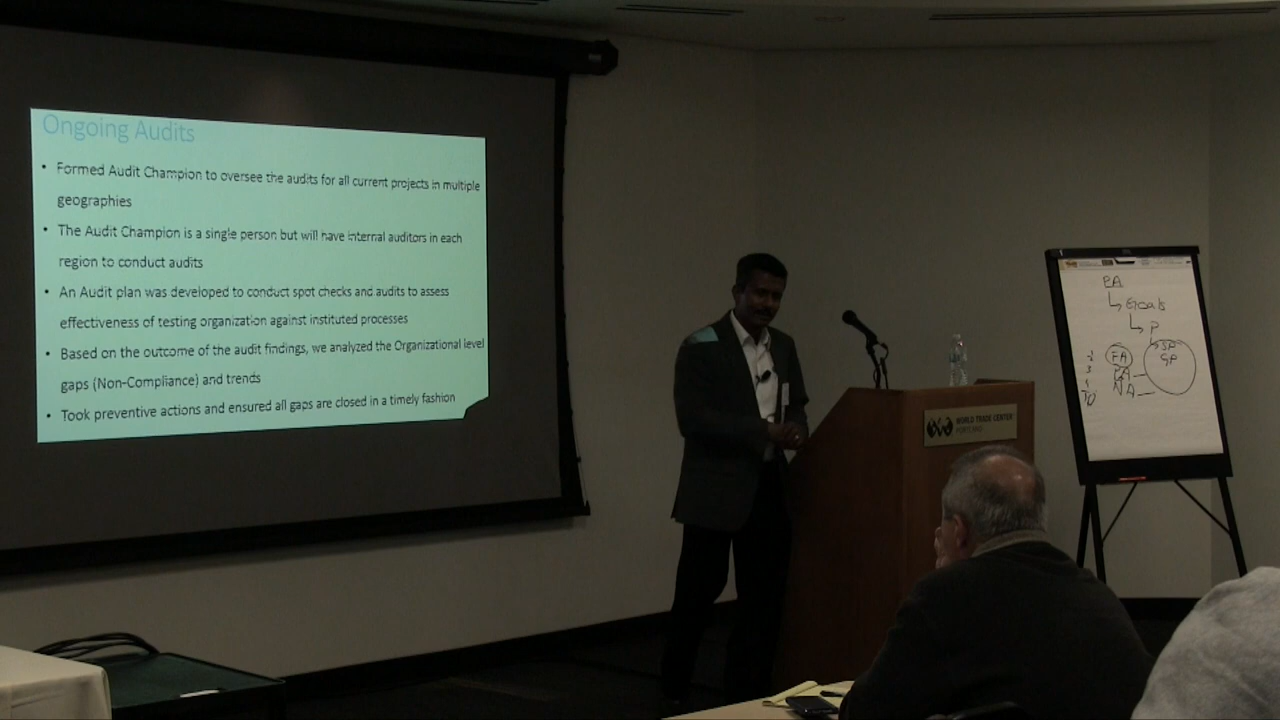 Ongoing Audits
• Formed Audit Champion to oversee the audits for all current projects in multiple
geographies
• The Audit Champion is a single person but will have internal auditors in each
region to conduct audits
• An Audit plan was developed to conduct spot checks and audits to assess
effectiveness of testing organization against instituted processes
• Based on the outcome of the audit findings, we analyzed the Organizational level
gaps (Non-Compliance) and trends
• Took preventive actions and ensured all gaps are closed in a timely fashion
WORLD TRADE CENTER
PORTLAND
PA
Goals
P
SP
GP
FA
PA
NA